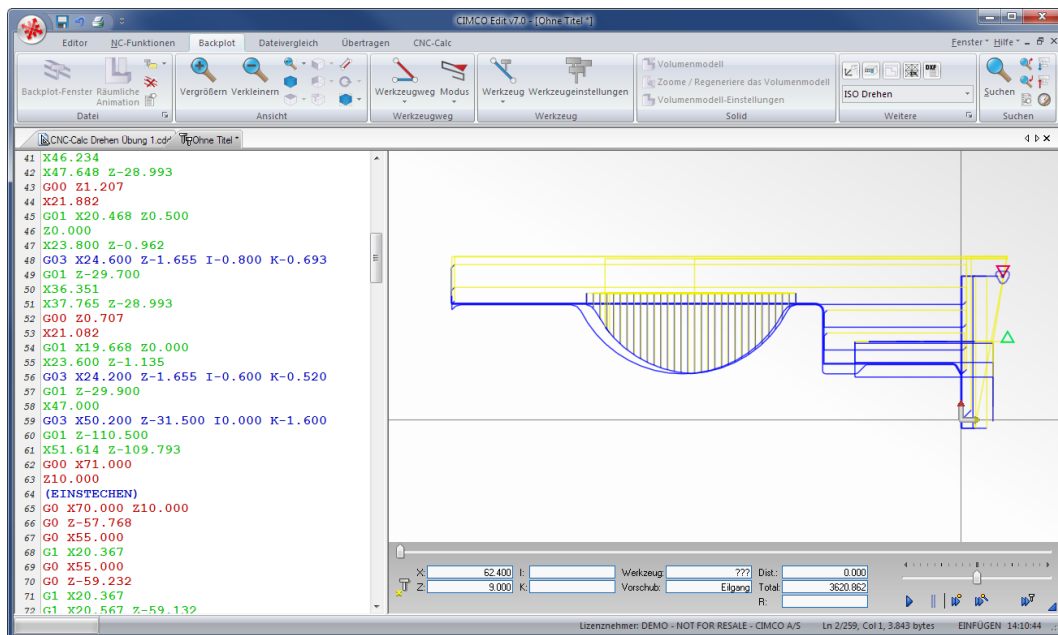 CIMCO Edit v7.0 - [Ohne Titel *]
Editor NC-Funktionen Backplot Dateivergleich Übertragen CNC-Calc Fenster Hilfe
Backplot-Fenster Räumliche Animation
Vergrößern Verkleinern
Werkzeugweg Modus
Werkzeug Werkzeugeinstellungen
Volumenmodell
Zoome / Regeneriere das Volumenmodell
Volumenmodell-Einstellungen
DXF
ISO Drehen
Suchen
Datei Ansicht Werkzeugweg Werkzeug Solid Weitere Suchen
CNC-Calc Drehen Übung 1.cdd Ohne Titel *
41 X46.234
42 X47.648 Z-28.993
43 G00 Z1.207
44 X21.882
45 G01 X20.468 Z0.500
46 Z0.000
47 X23.800 Z-0.962
48 G03 X24.600 Z-1.655 I-0.800 K-0.693
49 G01 Z-29.700
50 X36.351
51 X37.765 Z-28.993
52 G00 Z0.707
53 X21.082
54 G01 X19.668 Z0.000
55 X23.600 Z-1.135
56 G03 X24.200 Z-1.655 I-0.600 K-0.520
57 G01 Z-29.900
58 X47.000
59 G03 X50.200 Z-31.500 I0.000 K-1.600
60 G01 Z-110.500
61 X51.614 Z-109.793
62 G00 X71.000
63 Z10.000
64 (EINSTECHEN)
65 G0 X70.000 Z10.000
66 G0 Z-57.768
67 G0 X55.000
68 G1 X20.367
69 G0 X55.000
70 G0 Z-59.232
71 G1 X20.367
72 G1 X20.567 Z-59.132
X: 62.400 I: Werkzeug: ??? Dist.: 0.000
Z: 9.000 K: Vorschub: Eilgang Total: 3620.862
R:
Lizenznehmer: DEMO - NOT FOR RESALE - CIMCO A/S Ln 2/259, Col 1, 3.843 bytes EINFÜGEN 14:10:44